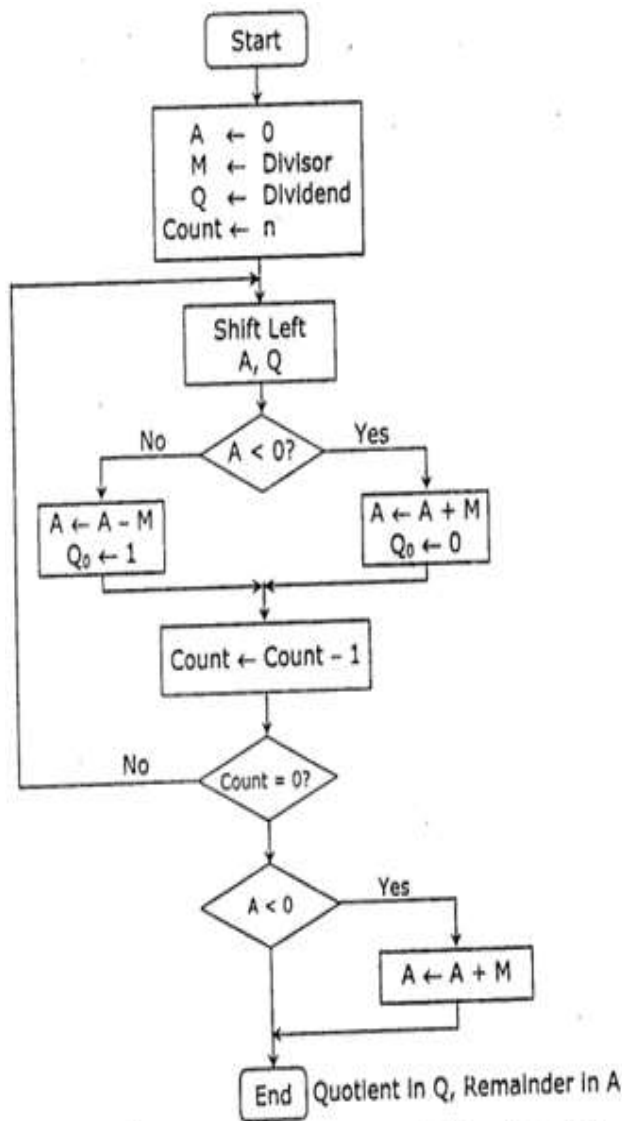 Start
A ← 0
M ← Divisor
Q ← Dividend
Count ← n
Shift Left
A, Q
No
A < 0?
Yes
A ← A – M
Q₀ ← 1
A ← A + M
Q₀ ← 0
Count ← Count – 1
No
Count = 0?
A < 0
Yes
A ← A + M
End
Quotient in Q, Remainder in A